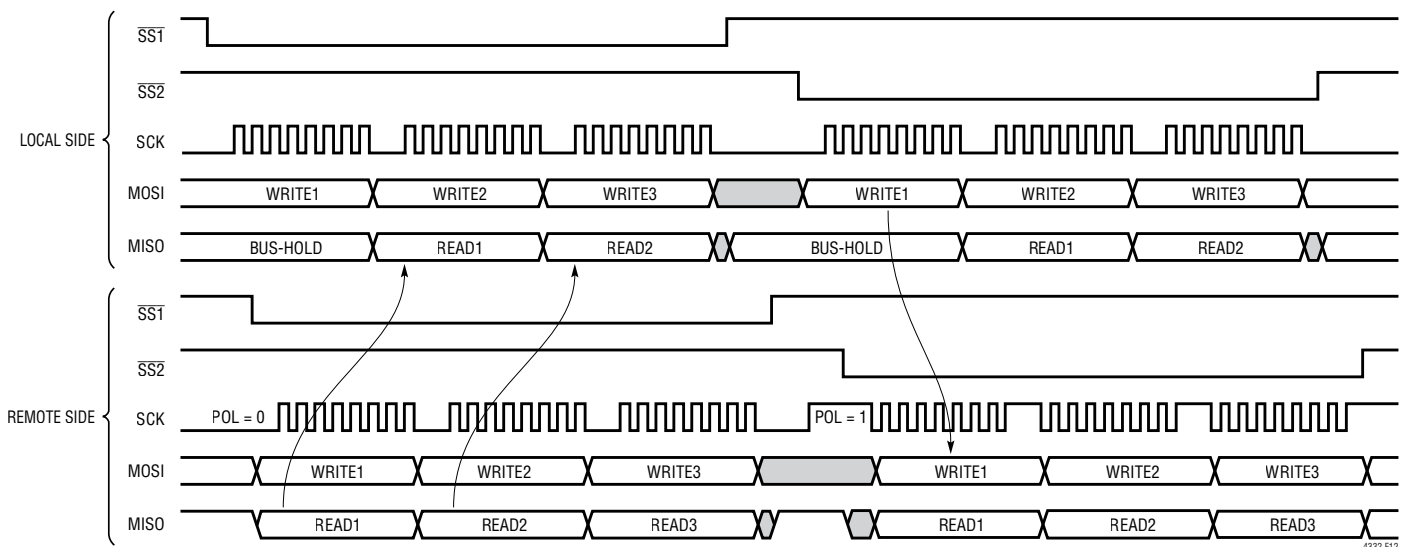 SS1
SS2
LOCAL SIDE
SCK
MOSI WRITE1 WRITE2 WRITE3 WRITE1 WRITE2 WRITE3
MISO BUS-HOLD READ1 READ2 BUS-HOLD READ1 READ2
SS1
SS2
REMOTE SIDE
SCK POL = 0 POL = 1
MOSI WRITE1 WRITE2 WRITE3 WRITE1 WRITE2 WRITE3
MISO READ1 READ2 READ3 READ1 READ2 READ3
4332 F12